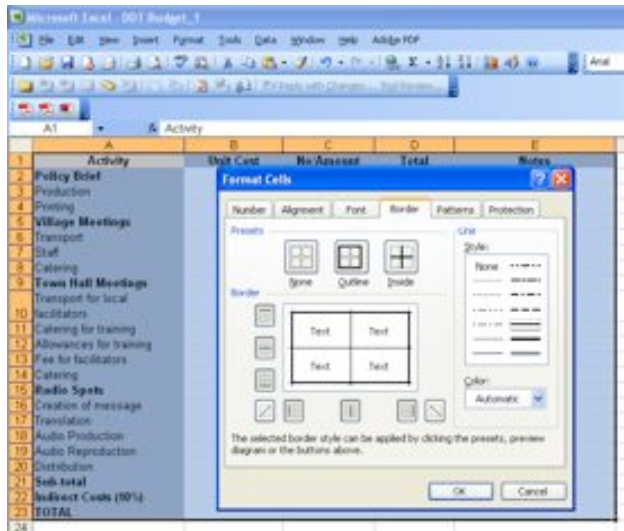 Microsoft Excel - DDT Budget_1
File Edit View Insert Format Tools Data Window Help Adobe PDF
Arial
Reply with Changes... End Review...
A1 Activity
A B C D E
1 Activity Unit Cost No/Amount Total Notes
2 Policy Brief
3 Production
4 Printing
5 Village Meetings
6 Transport
7 Staff
8 Catering
9 Town Hall Meetings
Transport for local
10 facilitators
11 Catering for training
12 Allowances for training
13 Fee for facilitators
14 Catering
15 Radio Spots
16 Creation of message
17 Translation
18 Audio Production
19 Audio Reproduction
20 Distribution
21 Sub-total
22 Indirect Costs (10%)
23 TOTAL
24
Format Cells
Number Alignment Font Border Patterns Protection
Presets
None Outline Inside
Border
Text Text
Text Text
Line
Style:
None
Color:
Automatic
The selected border style can be applied by clicking the presets, preview
diagram or the buttons above.
OK Cancel